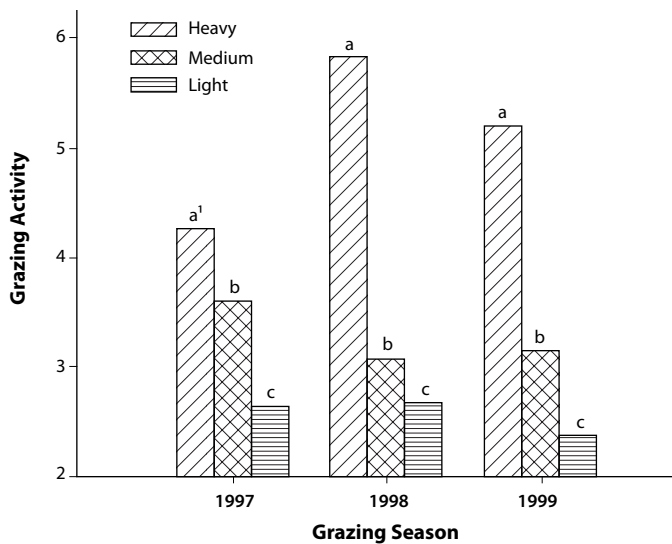 Heavy
Medium
Light
6
5
4
3
2
Grazing Activity
a¹
b
c
a
b
c
a
b
c
1997
1998
1999
Grazing Season